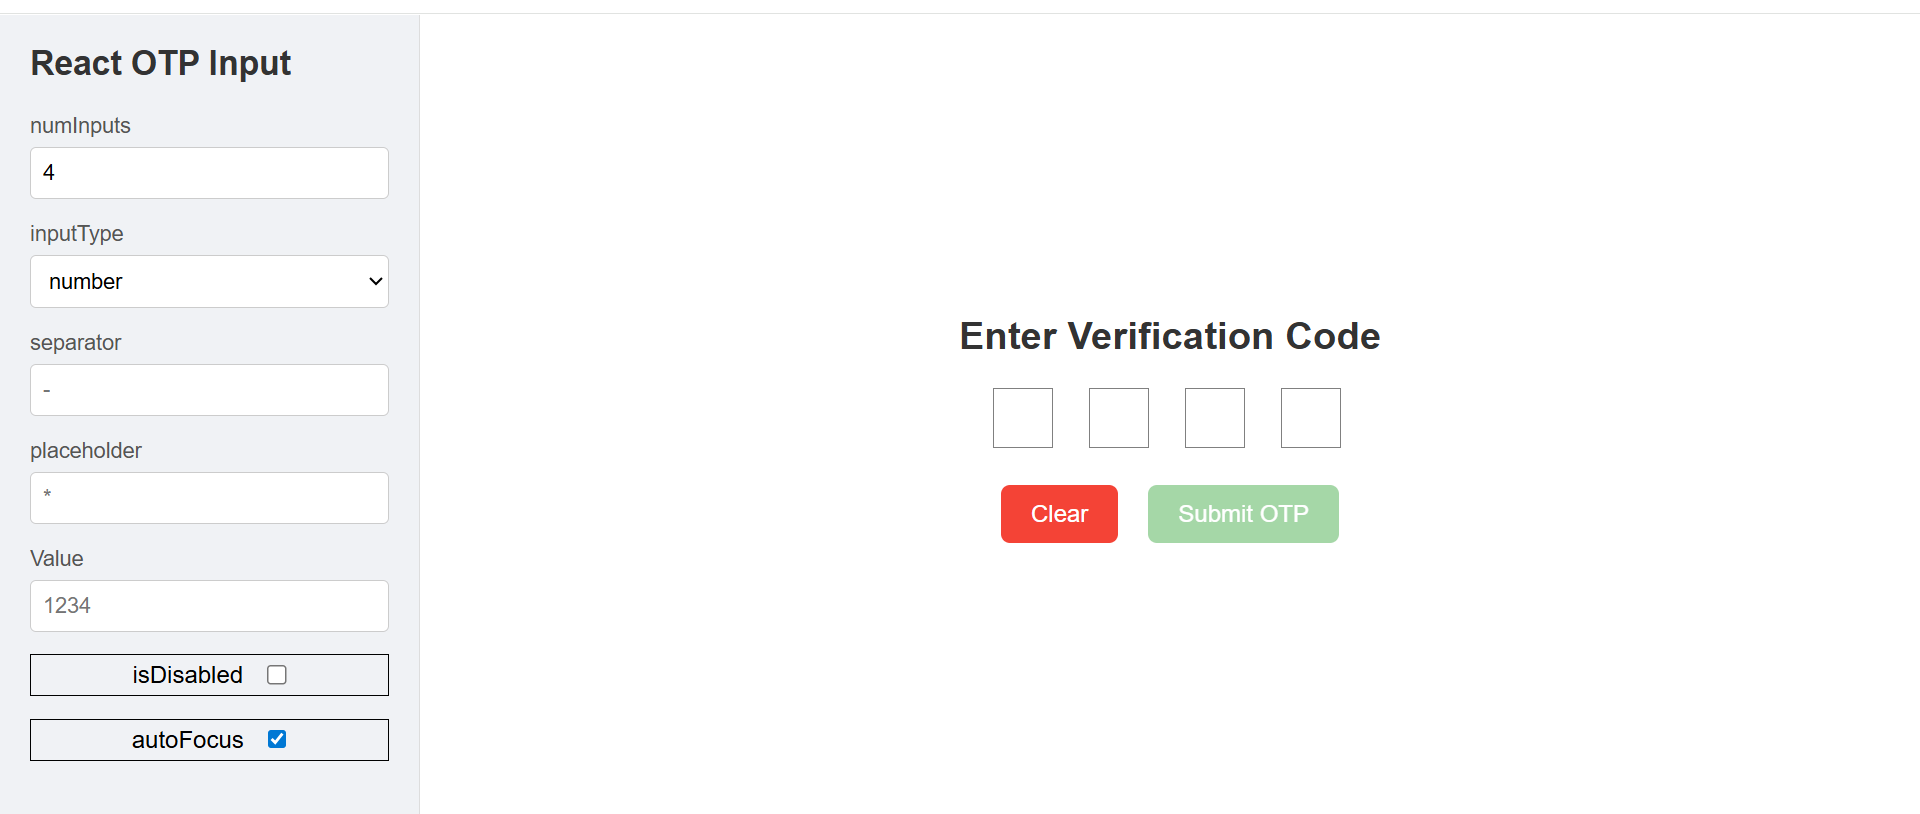 React OTP Input
numInputs
4
inputType
number
separator
-
placeholder
*
Value
1234
isDisabled
autoFocus
Enter Verification Code
Clear
Submit OTP